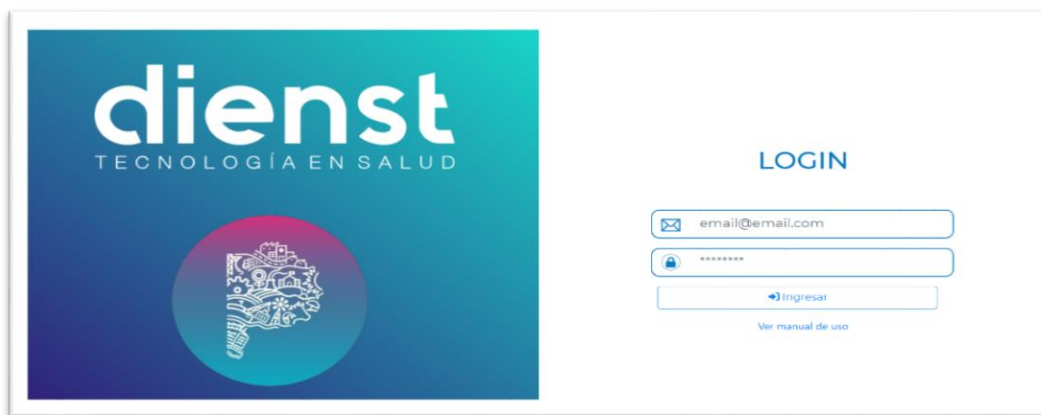 dienst
TECNOLOGÍA EN SALUD
LOGIN
email@email.com
********
Ingresar
Ver manual de uso